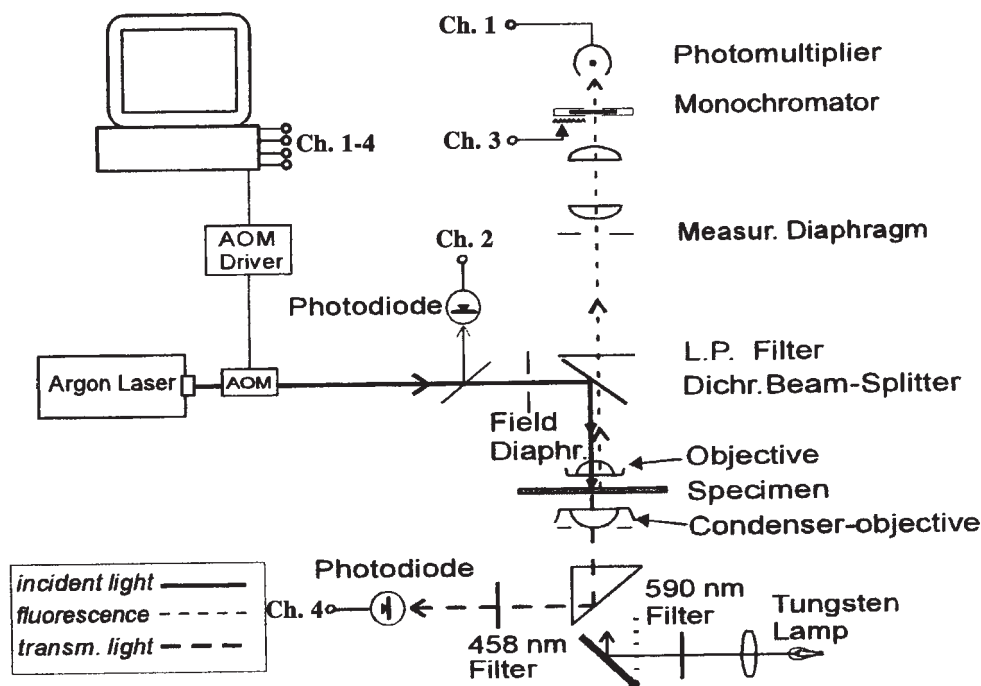 Ch. 1
Photomultiplier
Monochromator
Ch. 3
Ch. 1-4
Ch. 2
Measur. Diaphragm
AOM
Driver
Photodiode
L.P. Filter
Dichr.Beam-Splitter
Argon Laser
AOM
Field
Diaphr.
Objective
Specimen
Condenser-objective
incident light
fluorescence
transm. light
Photodiode
Ch. 4
458 nm
Filter
590 nm
Filter
Tungsten
Lamp